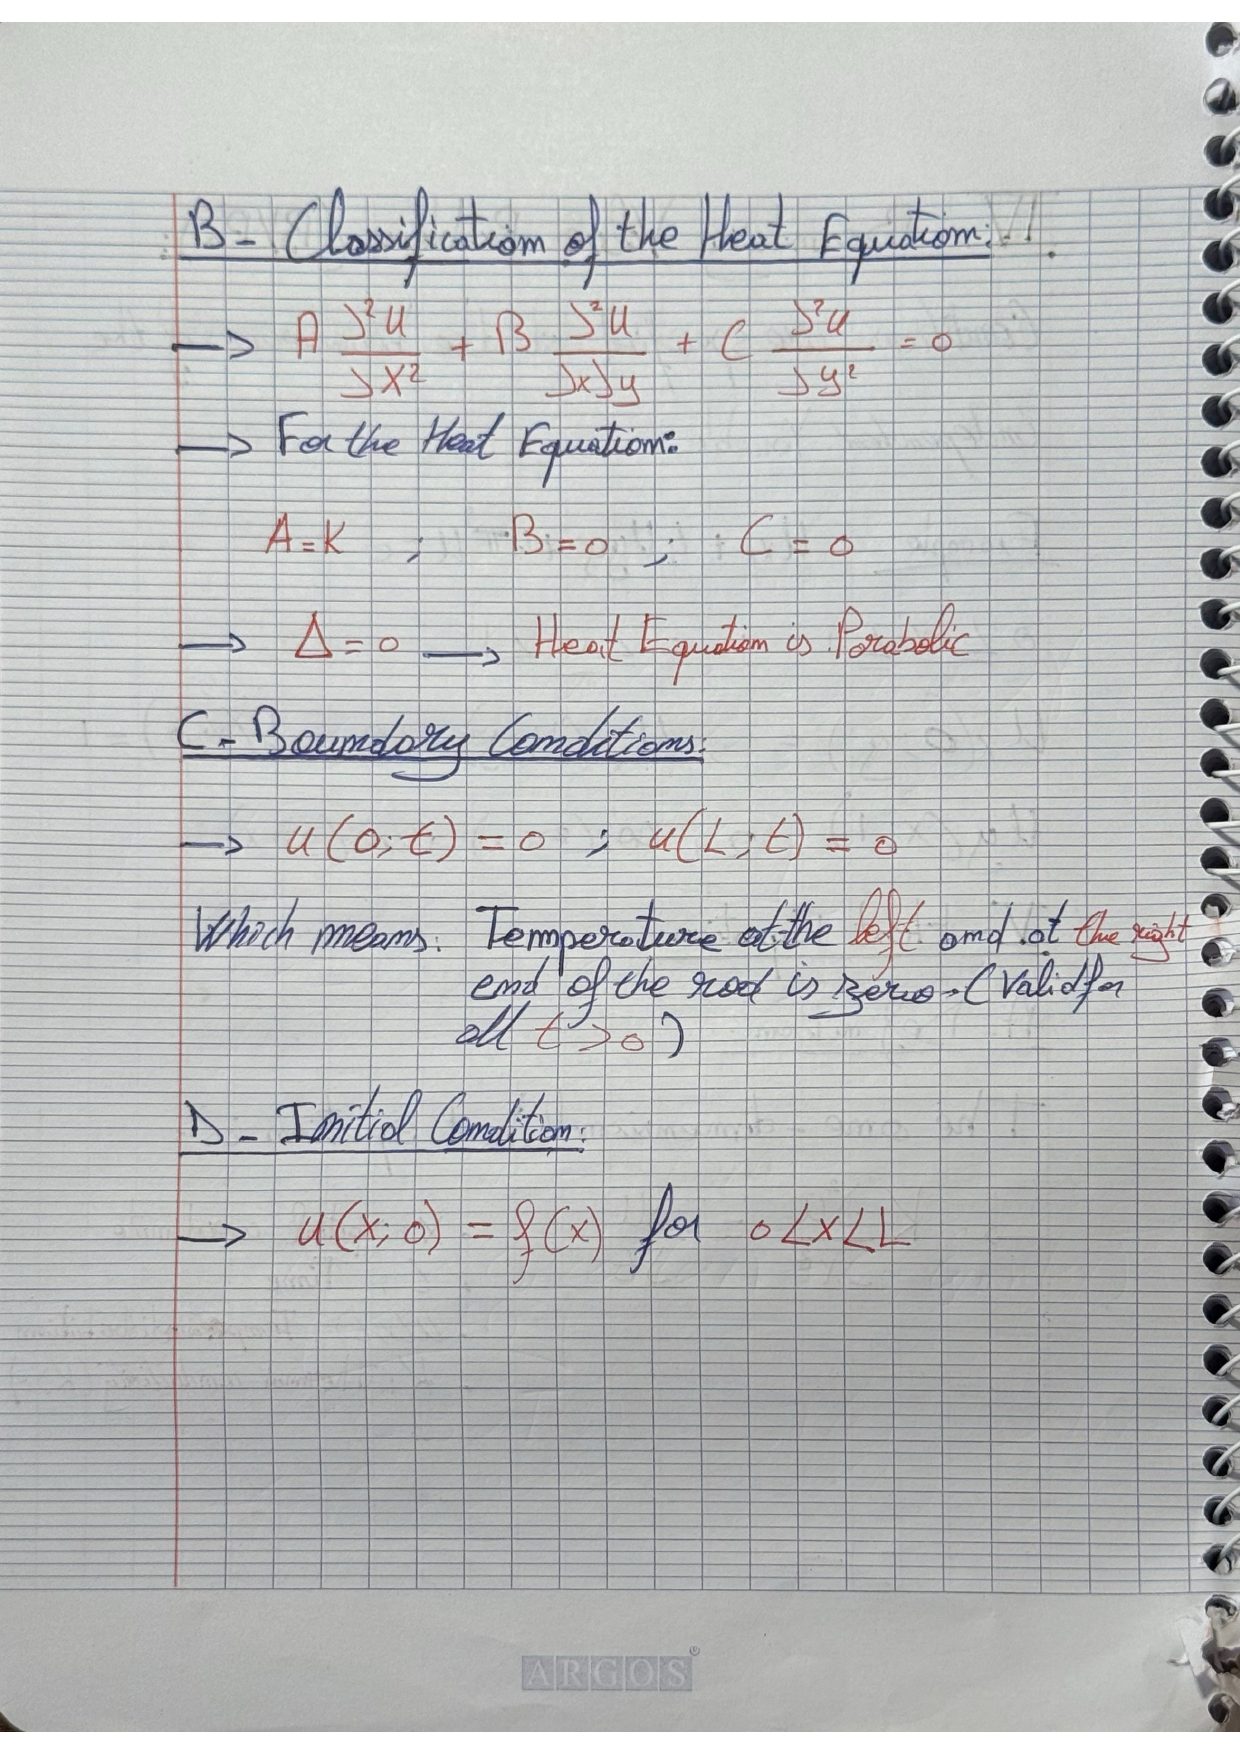 B - Classification of the Heat Equation:
→ A ∂²u/∂x² + B ∂²u/∂x∂y + C ∂²u/∂y² = 0
→ For the Heat Equation:
A = K ; B = 0 ; C = 0
→ Δ = 0 → Heat Equation is Parabolic
C - Boundary Conditions:
→ u(0;t) = 0 ; u(L;t) = 0
Which means: Temperature at the left and at the right
end of the rod is zero. (Valid for
all t > 0)
D - Initial Condition:
→ u(x;0) = f(x) for 0 < x < L
ARGOS®